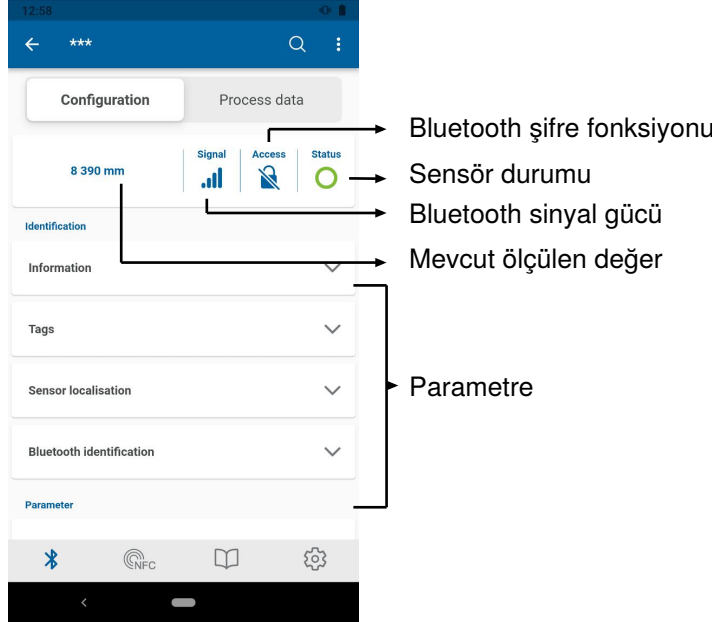 12:58
***
Configuration
Process data
Bluetooth şifre fonksiyonu
8 390 mm
Signal
Access
Status
Sensör durumu
Bluetooth sinyal gücü
Identification
Mevcut ölçülen değer
Information
Tags
Sensor localisation
Parametre
Bluetooth identification
Parameter
NFC